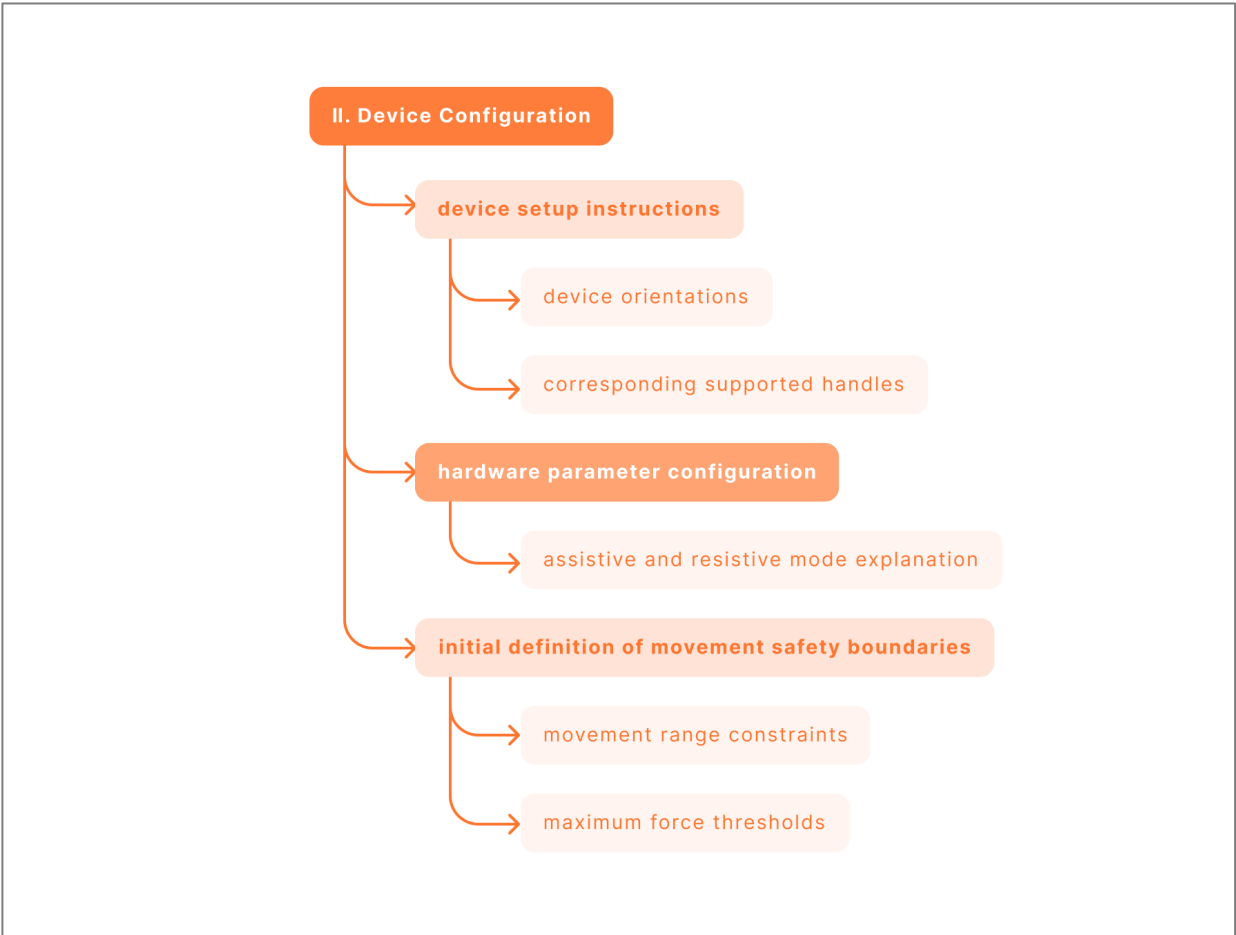 II. Device Configuration
device setup instructions
device orientations
corresponding supported handles
hardware parameter configuration
assistive and resistive mode explanation
initial definition of movement safety boundaries
movement range constraints
maximum force thresholds